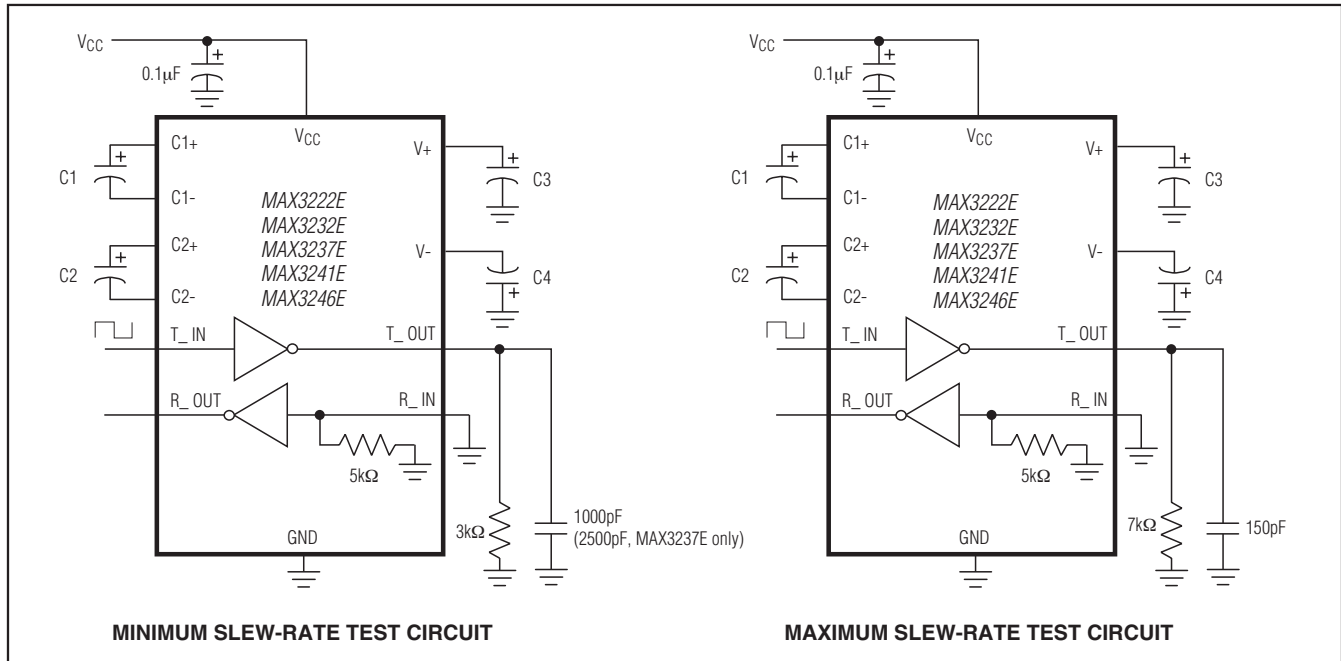 VCC
0.1μF
VCC
C1+
C1
C1-
C2+
C2
C2-
V+
C3
V-
C4
MAX3222E
MAX3232E
MAX3237E
MAX3241E
MAX3246E
T_ IN
T_ OUT
R_ OUT
R_ IN
5kΩ
3kΩ
1000pF
(2500pF, MAX3237E only)
GND
MINIMUM SLEW-RATE TEST CIRCUIT
VCC
0.1μF
VCC
C1+
C1
C1-
C2+
C2
C2-
V+
C3
V-
C4
MAX3222E
MAX3232E
MAX3237E
MAX3241E
MAX3246E
T_ IN
T_ OUT
R_ OUT
R_ IN
5kΩ
7kΩ
150pF
GND
MAXIMUM SLEW-RATE TEST CIRCUIT